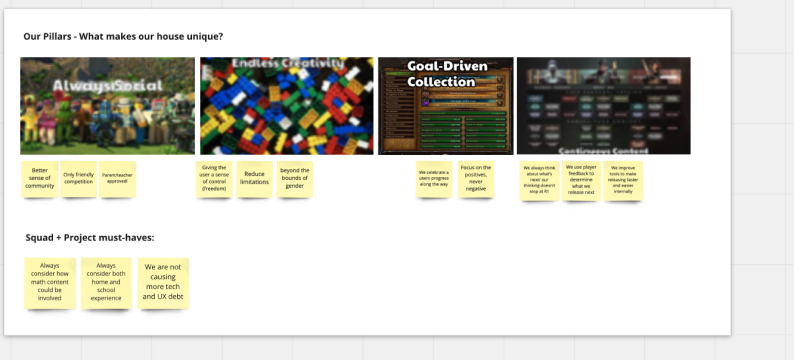 Our Pillars - What makes our house unique?
Always Social
Endless Creativity
Goal-Driven
Collection
Continuous Content
Better
sense of
community
Only friendly
competition
Parent/teacher
approved!
Giving the
user a sense
of control
(freedom)
Reduce
limitations
beyond the
bounds of
gender
We celebrate a
users progress
along the way
Focus on the
positives,
never
negative
We always think
about what's
next! our
thinking doesn't
stop at R1
We use player
feedback to
determine
what we
release next
We improve
tools to make
releasing faster
and easier
internally
Squad + Project must-haves:
Always
consider how
math content
could be
involved
Always
consider both
home and
school
experience
We are not
causing
more tech
and UX debt